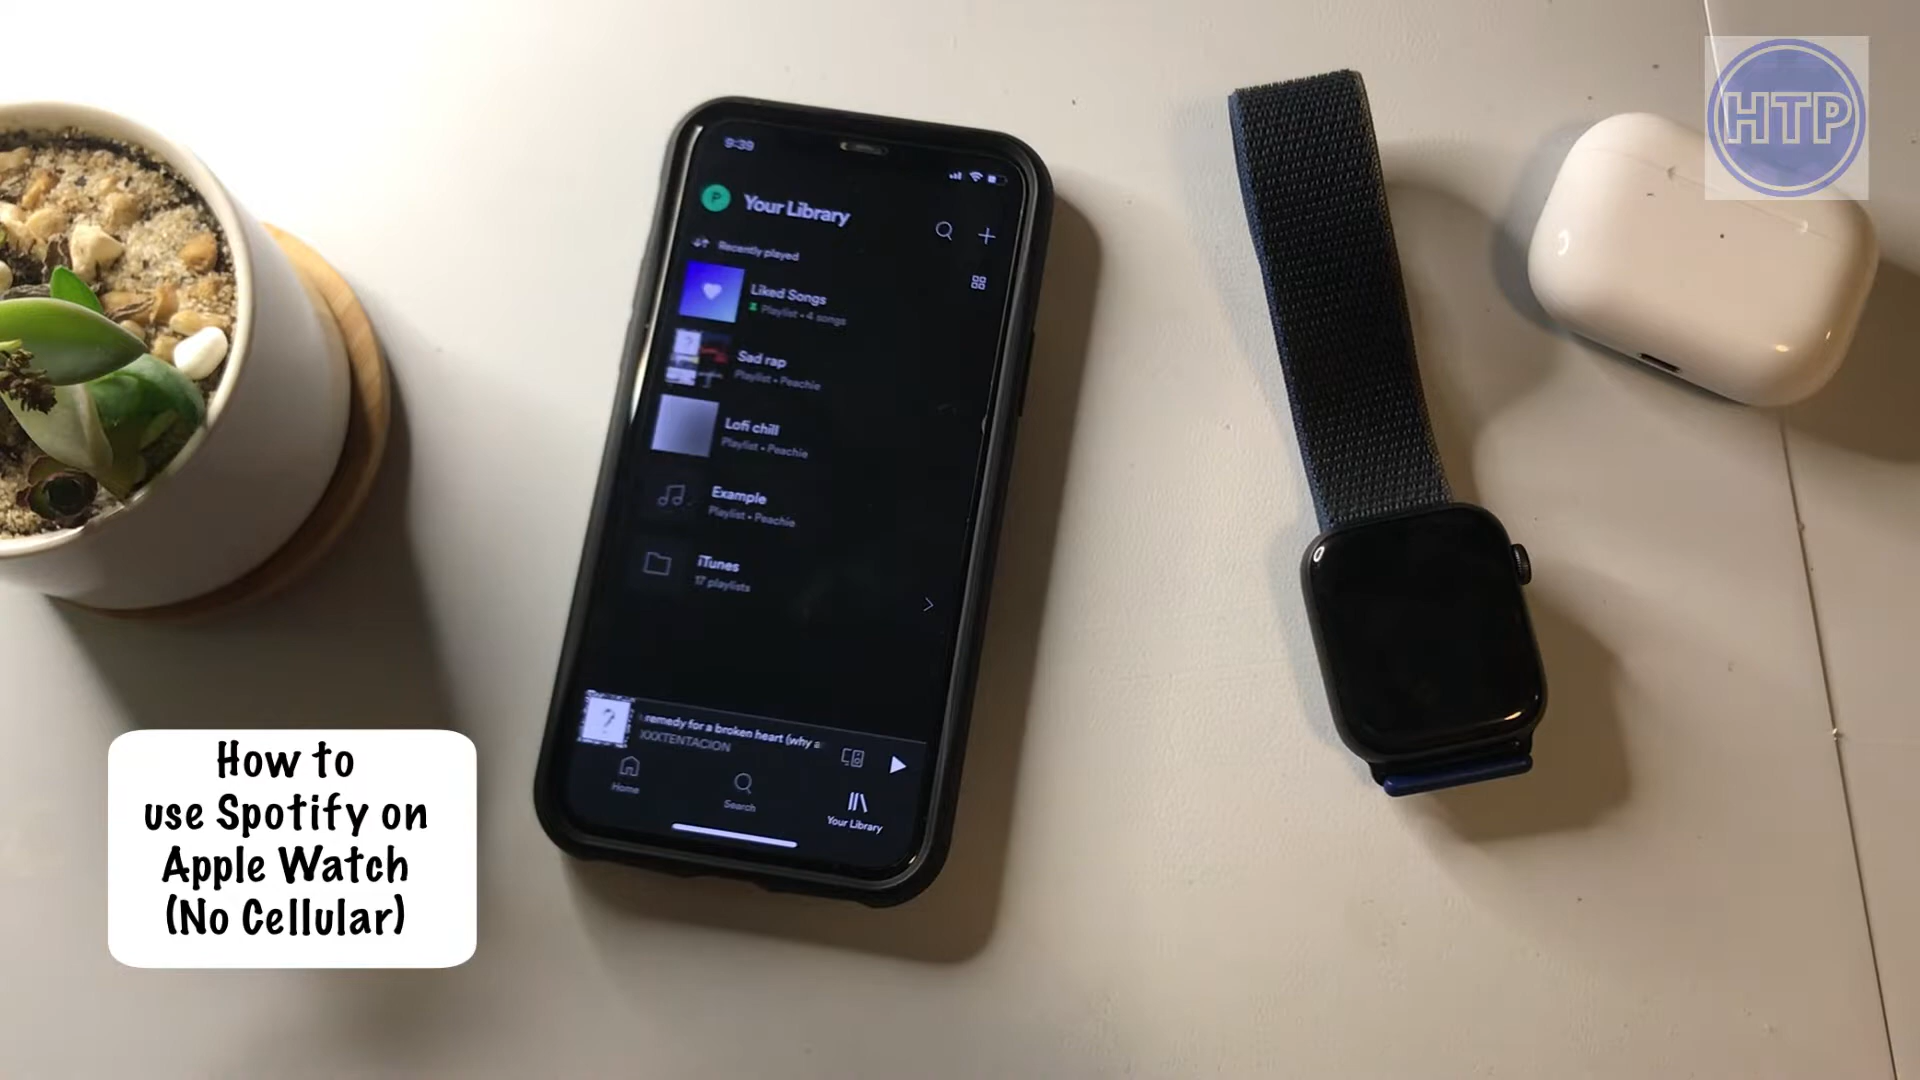 HTP
9:39
P
Your Library
Recently played
Liked Songs
Playlist • 4 songs
Sad rap
Playlist • Peachie
Lofi chill
Playlist • Peachie
Example
Playlist • Peachie
iTunes
17 playlists
?
remedy for a broken heart (why a
XXXTENTACION
Home
Search
Your Library
How to
use Spotify on
Apple Watch
(No Cellular)